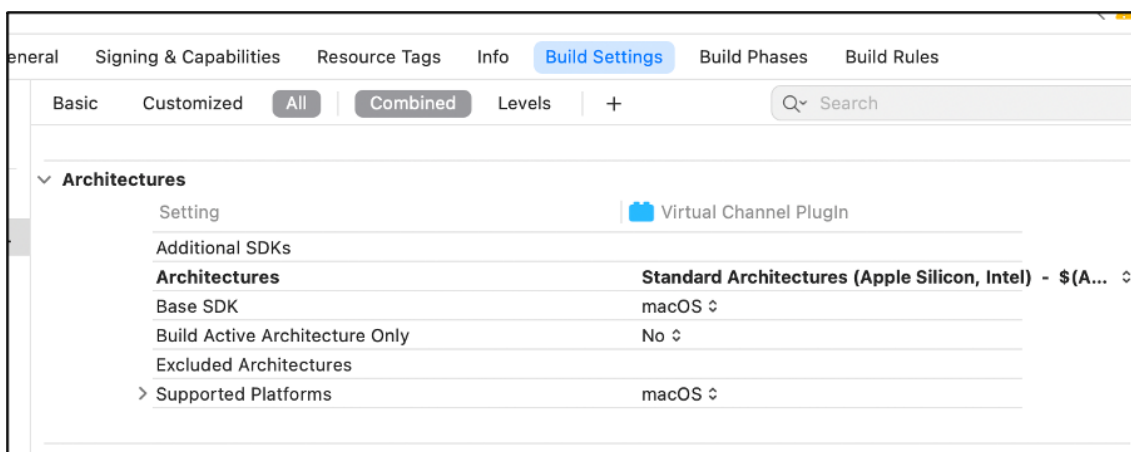 eneral Signing & Capabilities Resource Tags Info Build Settings Build Phases Build Rules
Basic Customized All Combined Levels + Search
Architectures
Setting Virtual Channel PlugIn
Additional SDKs
Architectures Standard Architectures (Apple Silicon, Intel) - $(A...
Base SDK macOS
Build Active Architecture Only No
Excluded Architectures
Supported Platforms macOS